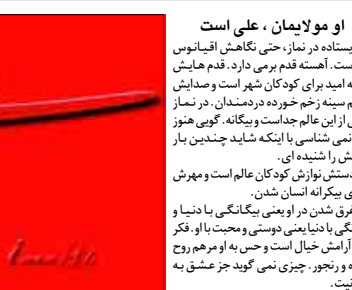 او مولایمان ، علی است
یستاده در نماز، حتی نگاهش اقیانوس
ست. آهسته قدم برمی دارد. قدم هایش
ه امید برای کودکان شهر است و صدایش
م سینه زخم خورده دردمندان. در نماز
ی از این عالم جداست و بیگانه. گویی هنوز
نمی شناسی با اینکه شاید چندین بار
ش را شنیده ای.
دستش نوازش کودکان عالم است و مهرش
ی بیکرانه انسان شدن.
فرق شدن در او یعنی بیگانگی با دنیا و
گی با دنیا یعنی دوستی و محبت با او. فکر
آرامش خیال است و حس به او مرهم روح
ه و رنجور. چیزی نمی گوید جز عشق به
نیت.